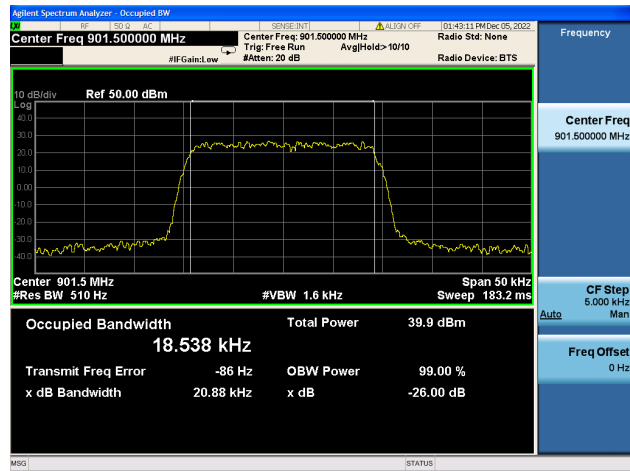 Agilent Spectrum Analyzer - Occupied BW
RF 50 Ω AC SENSE:INT ALIGN OFF 01:43:11 PM Dec 05, 2022
Center Freq 901.500000 MHz
Center Freq: 901.500000 MHz
Radio Std: None
Trig: Free Run Avg|Hold:>10/10
#IFGain:Low #Atten: 20 dB Radio Device: BTS
10 dB/div Ref 50.00 dBm
Log
40.0
30.0
20.0
10.0
0.00
-10.0
-20.0
-30.0
-40.0
Center 901.5 MHz Span 50 kHz
#Res BW 510 Hz #VBW 1.6 kHz Sweep 183.2 ms
Occupied Bandwidth Total Power 39.9 dBm
18.538 kHz
Transmit Freq Error -86 Hz OBW Power 99.00 %
x dB Bandwidth 20.88 kHz x dB -26.00 dB
MSG STATUS
Frequency
Center Freq
901.500000 MHz
CF Step
5.000 kHz
Auto Man
Freq Offset
0 Hz